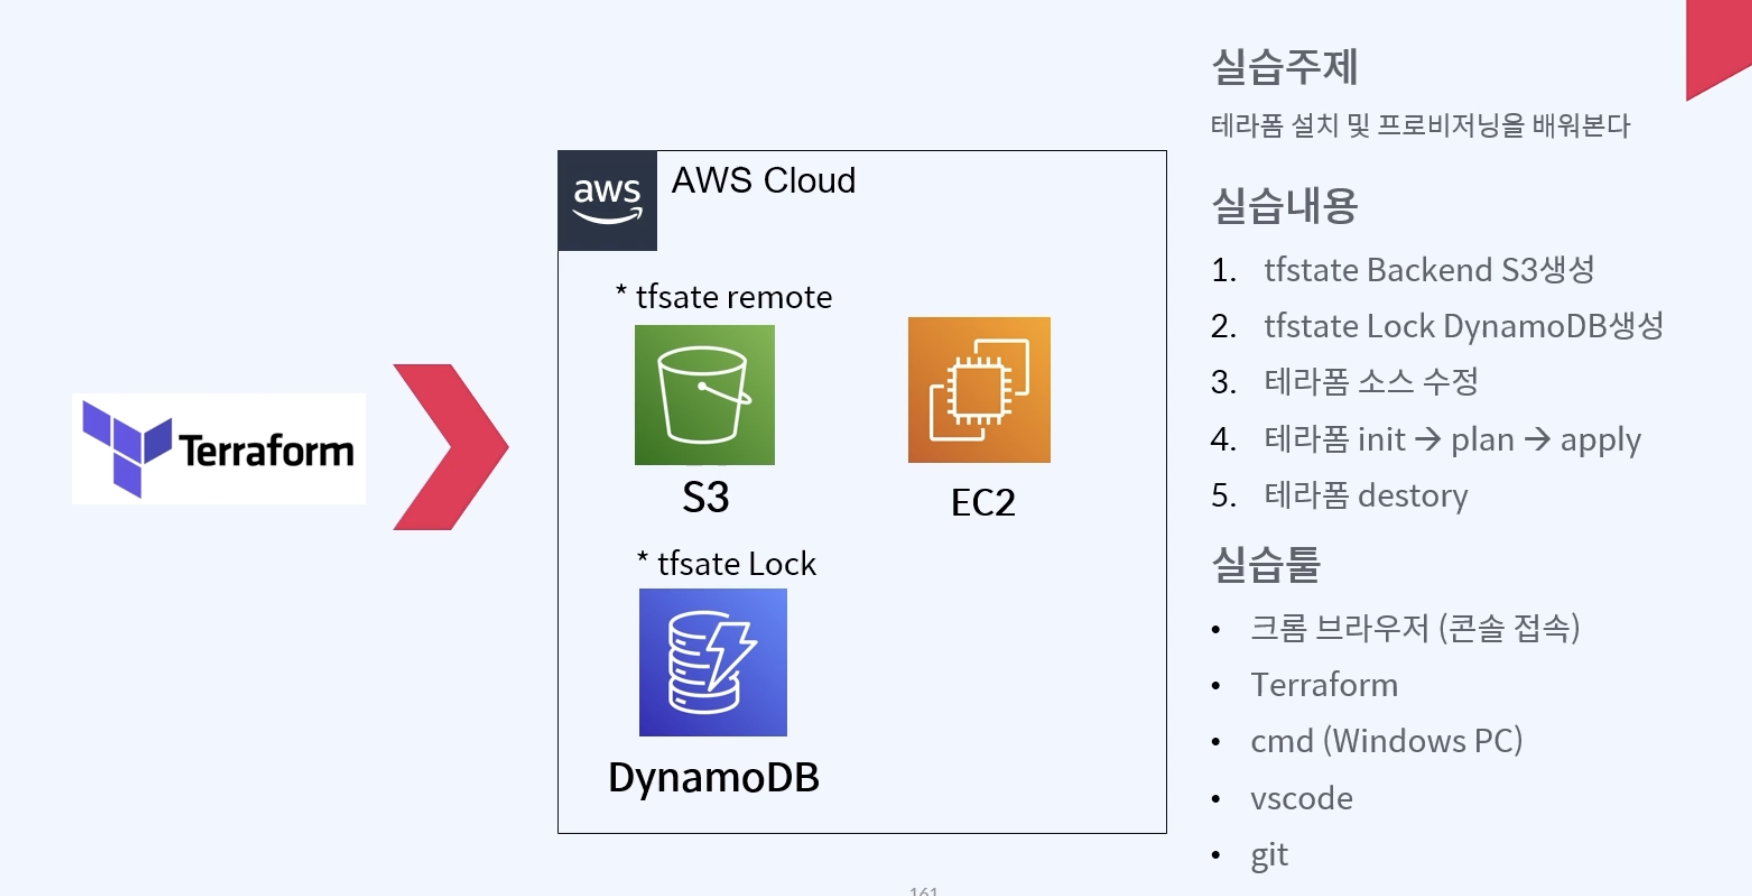 실습주제
테라폼 설치 및 프로비저닝을 배워본다
aws
AWS Cloud
실습내용
1. tfstate Backend S3생성
2. tfstate Lock DynamoDB생성
3. 테라폼 소스 수정
4. 테라폼 init → plan → apply
5. 테라폼 destory
* tfsate remote
S3
EC2
Terraform
* tfsate Lock
DynamoDB
실습툴
• 크롬 브라우저 (콘솔 접속)
• Terraform
• cmd (Windows PC)
• vscode
• git
161